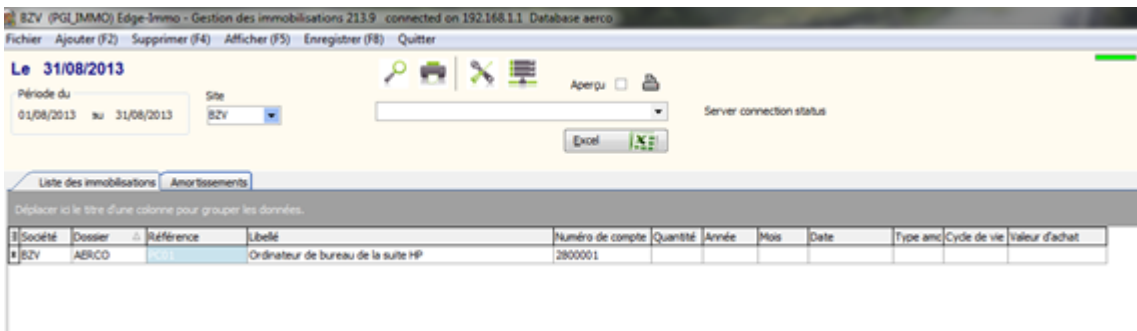 BZV (PGI_IMMO) Edge-Immo - Gestion des immobilisations 213.9 connected on 192.168.1.1 Database aerco
Fichier Ajouter (F2) Supprimer (F4) Afficher (F5) Enregistrer (F8) Quitter
Le 31/08/2013
Aperçu
Période du
Site
01/08/2013 au 31/08/2013
BZV
Server connection status
Excel
Liste des immobilisations Amortissements
Déplacer ici le titre d'une colonne pour grouper les données.
Société Dossier Référence Libellé Numéro de compte Quantité Année Mois Date Type amc Cycle de vie Valeur d'achat
BZV AERCO PC01 Ordinateur de bureau de la suite HP 2800001